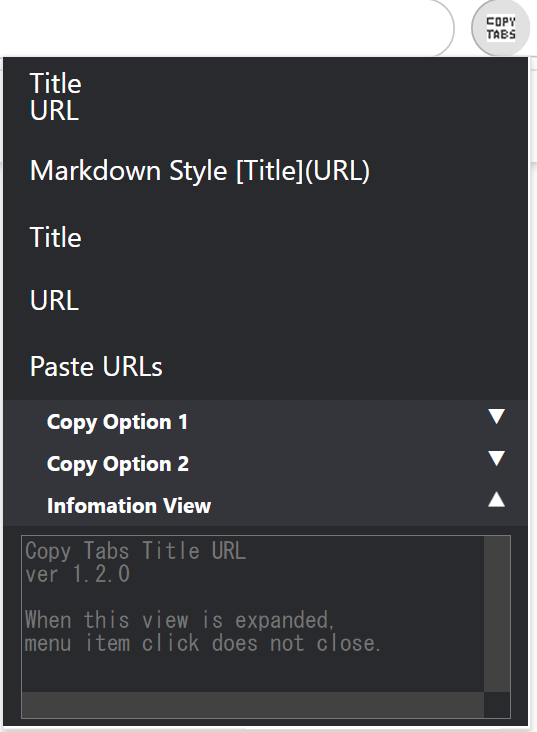 COPY
TABS
Title
URL
Markdown Style [Title](URL)
Title
URL
Paste URLs
Copy Option 1
Copy Option 2
Infomation View
Copy Tabs Title URL
ver 1.2.0
When this view is expanded,
menu item click does not close.